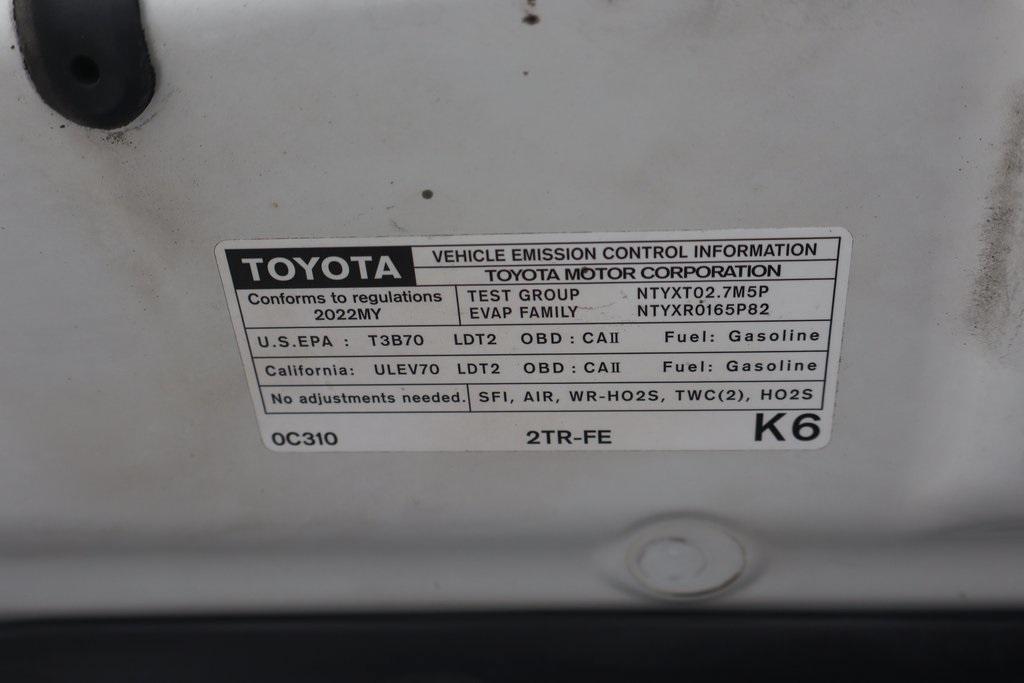 TOYOTA VEHICLE EMISSION CONTROL INFORMATION
TOYOTA MOTOR CORPORATION
Conforms to regulations
2022MY
TEST GROUP NTYXT02.7M5P
EVAP FAMILY NTYXR0165P82
U.S.EPA : T3B70 LDT2 OBD : CAII Fuel: Gasoline
California: ULEV70 LDT2 OBD : CAII Fuel: Gasoline
No adjustments needed. SFI, AIR, WR-HO2S, TWC(2), HO2S
0C310 2TR-FE K6